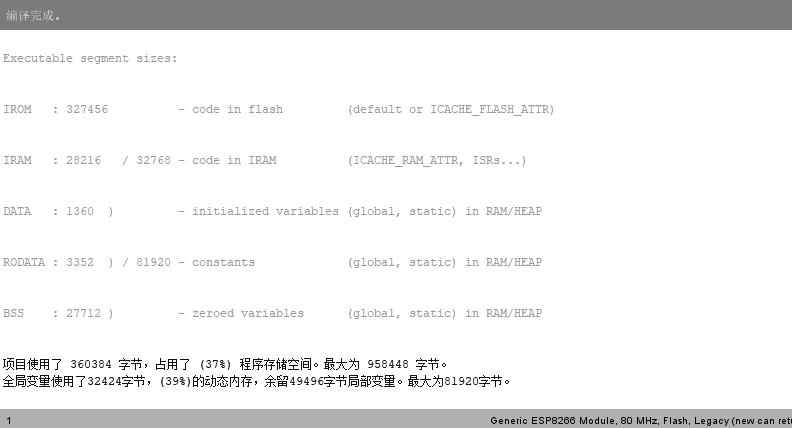 编译完成。
Executable segment sizes:
IROM   : 327456          - code in flash         (default or ICACHE_FLASH_ATTR)
IRAM   : 28216   / 32768 - code in IRAM          (ICACHE_RAM_ATTR, ISRs...)
DATA   : 1360  )         - initialized variables (global, static) in RAM/HEAP
RODATA : 3352  ) / 81920 - constants             (global, static) in RAM/HEAP
BSS    : 27712 )         - zeroed variables      (global, static) in RAM/HEAP
项目使用了 360384 字节，占用了 (37%) 程序存储空间。最大为 958448 字节。
全局变量使用了32424字节，(39%)的动态内存，余留49496字节局部变量。最大为81920字节。
1 Generic ESP8266 Module, 80 MHz, Flash, Legacy (new can retu